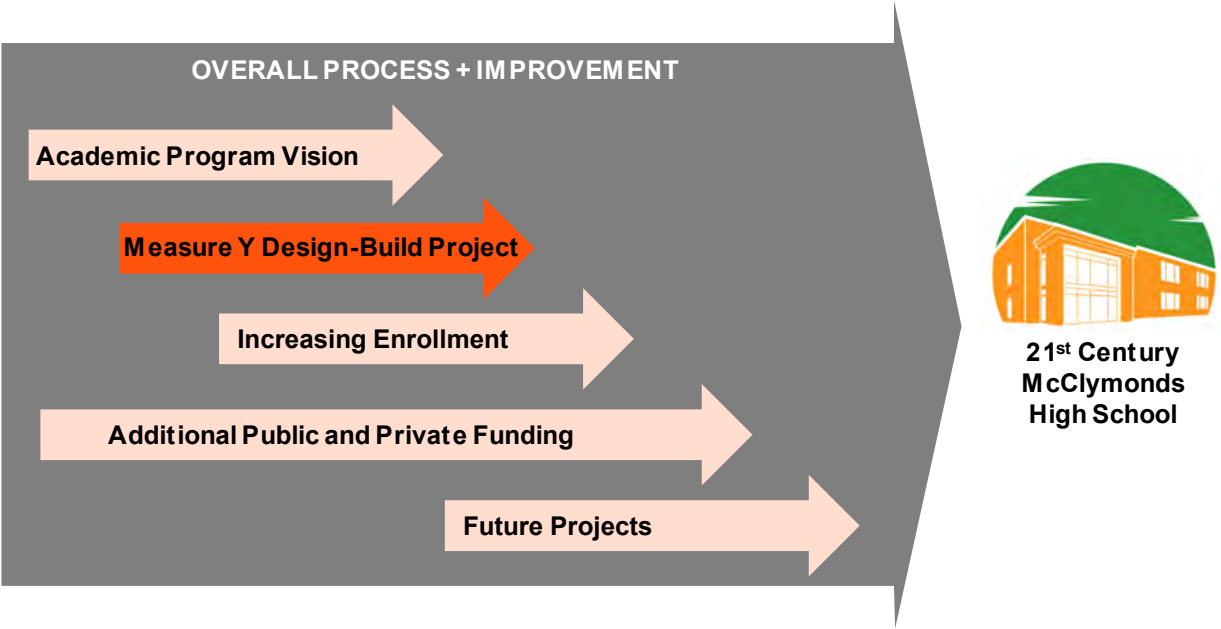 OVERALL PROCESS + IMPROVEMENT
Academic Program Vision
Measure Y Design-Build Project
Increasing Enrollment
Additional Public and Private Funding
Future Projects
21st Century
McClymonds
High School